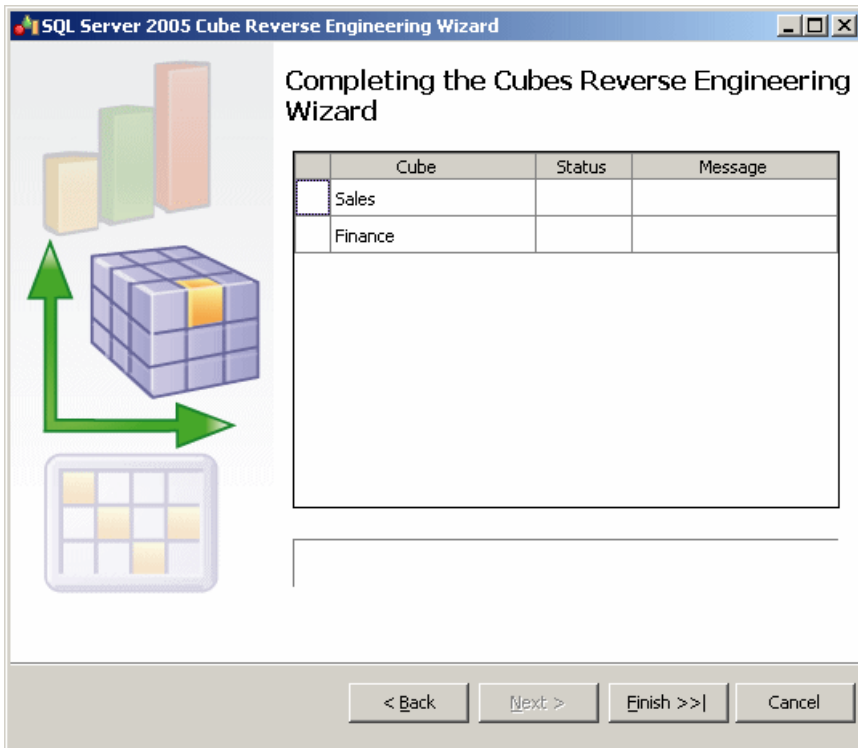 SQL Server 2005 Cube Reverse Engineering Wizard
Completing the Cubes Reverse Engineering
Wizard
Cube Status Message
Sales
Finance
< Back Next > Finish >>| Cancel